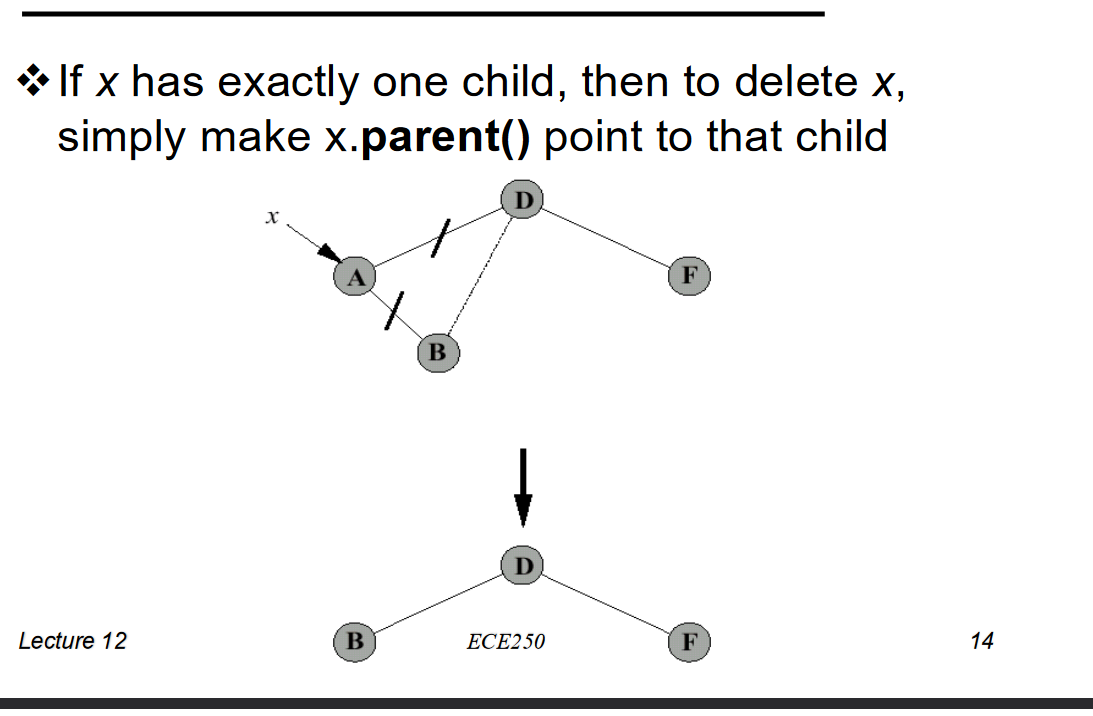 ❖ If x has exactly one child, then to delete x,
simply make x.parent() point to that child
D
x
A
F
B
D
Lecture 12
B
ECE250
F
14